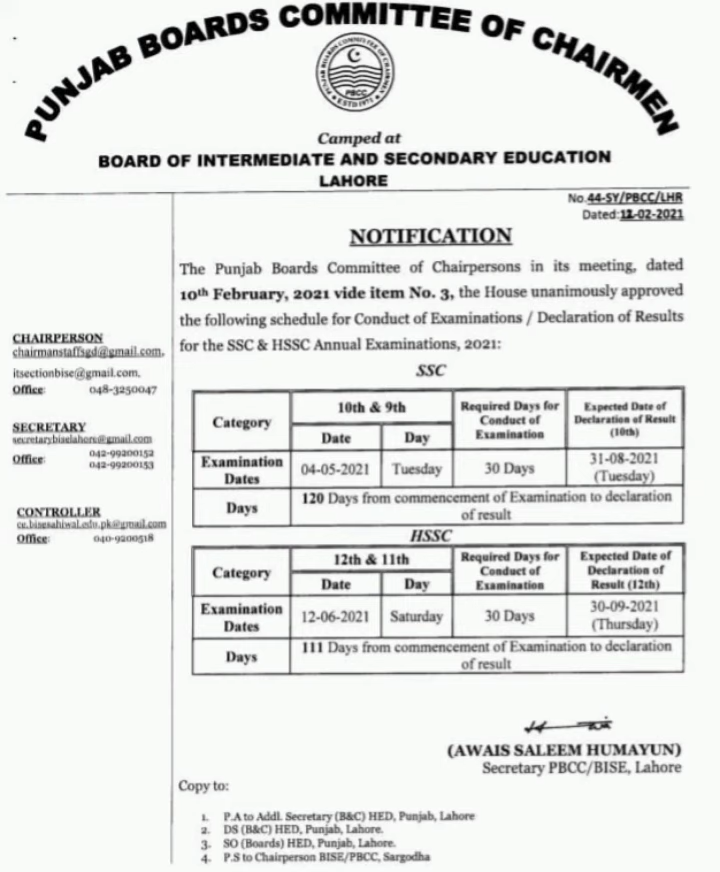 PUNJAB BOARDS COMMITTEE OF CHAIRMEN
PUNJAB BOARDS COMMITTEE OF CHAIRMEN
PBCC
ESTD 1971
Camped at
BOARD OF INTERMEDIATE AND SECONDARY EDUCATION
LAHORE
No.44-SY/PBCC/LHR
Dated:12-02-2021
NOTIFICATION
The Punjab Boards Committee of Chairpersons in its meeting, dated
10th February, 2021 vide item No. 3, the House unanimously approved
the following schedule for Conduct of Examinations / Declaration of Results
for the SSC & HSSC Annual Examinations, 2021:
CHAIRPERSON
chairmanstaffsgd@gmail.com,
itsectionbise@gmail.com,
Office: 048-3250047
SECRETARY
secretarybiselahore@gmail.com
Office: 042-99200152
042-99200153
CONTROLLER
ce.bisesahiwal.edu.pk@gmail.com
Office: 040-9200518
SSC
Category
10th & 9th
Date
Day
Required Days for
Conduct of
Examination
Expected Date of
Declaration of Result
(10th)
Examination
Dates
04-05-2021
Tuesday
30 Days
31-08-2021
(Tuesday)
Days
120 Days from commencement of Examination to declaration
of result
HSSC
Category
12th & 11th
Date
Day
Required Days for
Conduct of
Examination
Expected Date of
Declaration of
Result (12th)
Examination
Dates
12-06-2021
Saturday
30 Days
30-09-2021
(Thursday)
Days
111 Days from commencement of Examination to declaration
of result
(AWAIS SALEEM HUMAYUN)
Secretary PBCC/BISE, Lahore
Copy to:
1. P.A to Addl. Secretary (B&C) HED, Punjab, Lahore
2. DS (B&C) HED, Punjab, Lahore.
3. SO (Boards) HED, Punjab, Lahore.
4. P.S to Chairperson BISE/PBCC, Sargodha